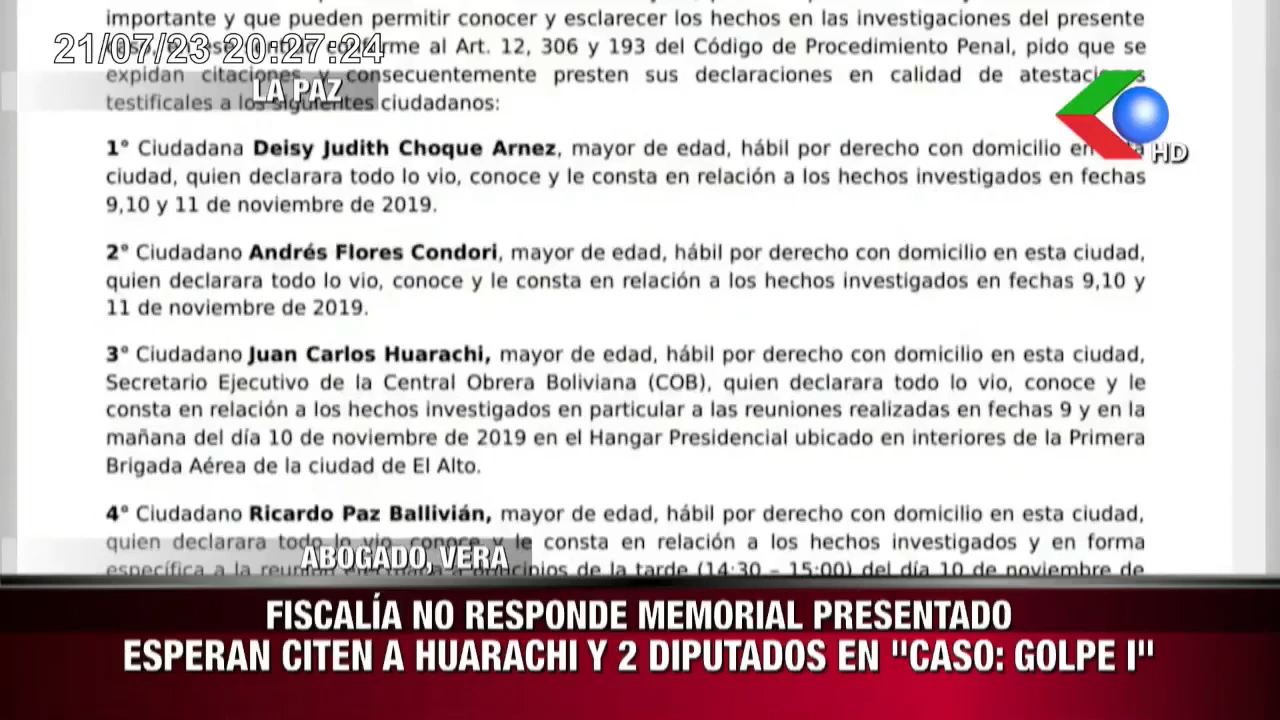 importante y que pueden permitir conocer y esclarecer los hechos en las investigaciones del presente
21/07/23 20:27:24
al Art. 12, 306 y 193 del Código de Procedimiento Penal, pido que se
expidan citaciones y consecuentemente presten sus declaraciones en calidad de
LA PAZ
testificales a los siguientes ciudadanos:
HD
1° Ciudadana Deisy Judith Choque Arnez, mayor de edad, hábil por derecho con domicilio en
ciudad, quien declarara todo lo vio, conoce y le consta en relación a los hechos investigados en fechas
9,10 y 11 de noviembre de 2019.
2° Ciudadano Andrés Flores Condori, mayor de edad, hábil por derecho con domicilio en esta ciudad,
quien declarara todo lo vio, conoce y le consta en relación a los hechos investigados en fechas 9,10 y
11 de noviembre de 2019.
3° Ciudadano Juan Carlos Huarachi, mayor de edad, hábil por derecho con domicilio en esta ciudad,
Secretario Ejecutivo de la Central Obrera Boliviana (COB), quien declarara todo lo vio, conoce y le
consta en relación a los hechos investigados en particular a las reuniones realizadas en fechas 9 y en la
mañana del día 10 de noviembre de 2019 en el Hangar Presidencial ubicado en interiores de la Primera
Brigada Aérea de la ciudad de El Alto.
4° Ciudadano Ricardo Paz Ballivián, mayor de edad, hábil por derecho con domicilio en esta ciudad,
quien declarara todo lo vio, conoce y le consta en relación a los hechos investigados y en forma
ABOGADO, VERA
específica a la de la tarde (14:30 – 15:00) del día 10 de noviembre de
FISCALÍA NO RESPONDE MEMORIAL PRESENTADO
ESPERAN CITEN A HUARACHI Y 2 DIPUTADOS EN "CASO: GOLPE I"